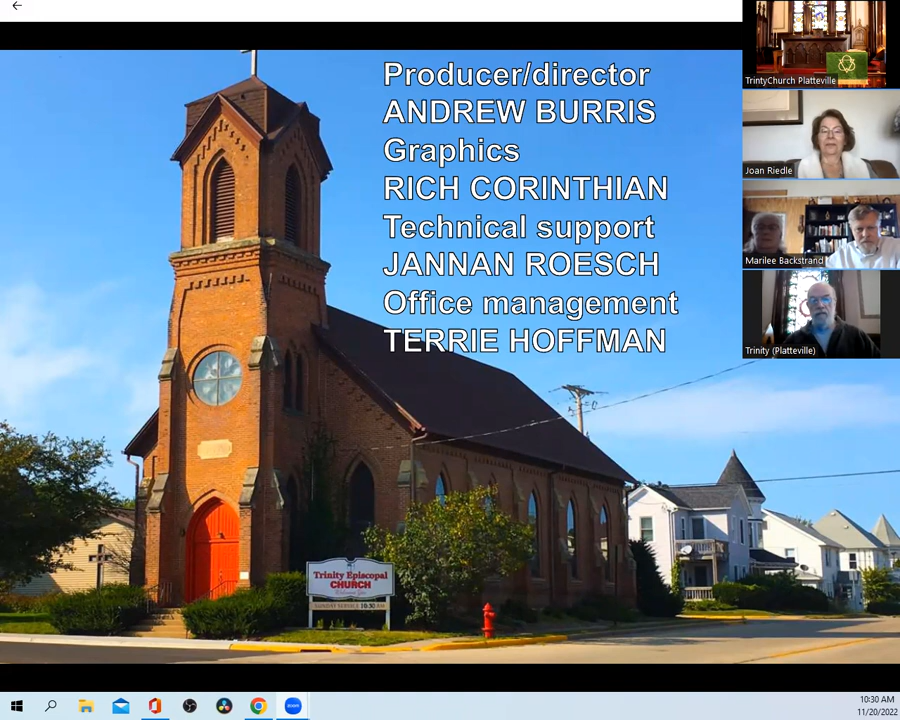 Producer/director
ANDREW BURRIS
Graphics
RICH CORINTHIAN
Technical support
JANNAN ROESCH
Office management
TERRIE HOFFMAN
TrintyChurch Platteville
Joan Riedle
Marilee Backstrand
Trinity (Platteville)
Trinity Episcopal
CHURCH
SUNDAY SERVICE 10:30 AM
zoom
10:30 AM
11/20/2022